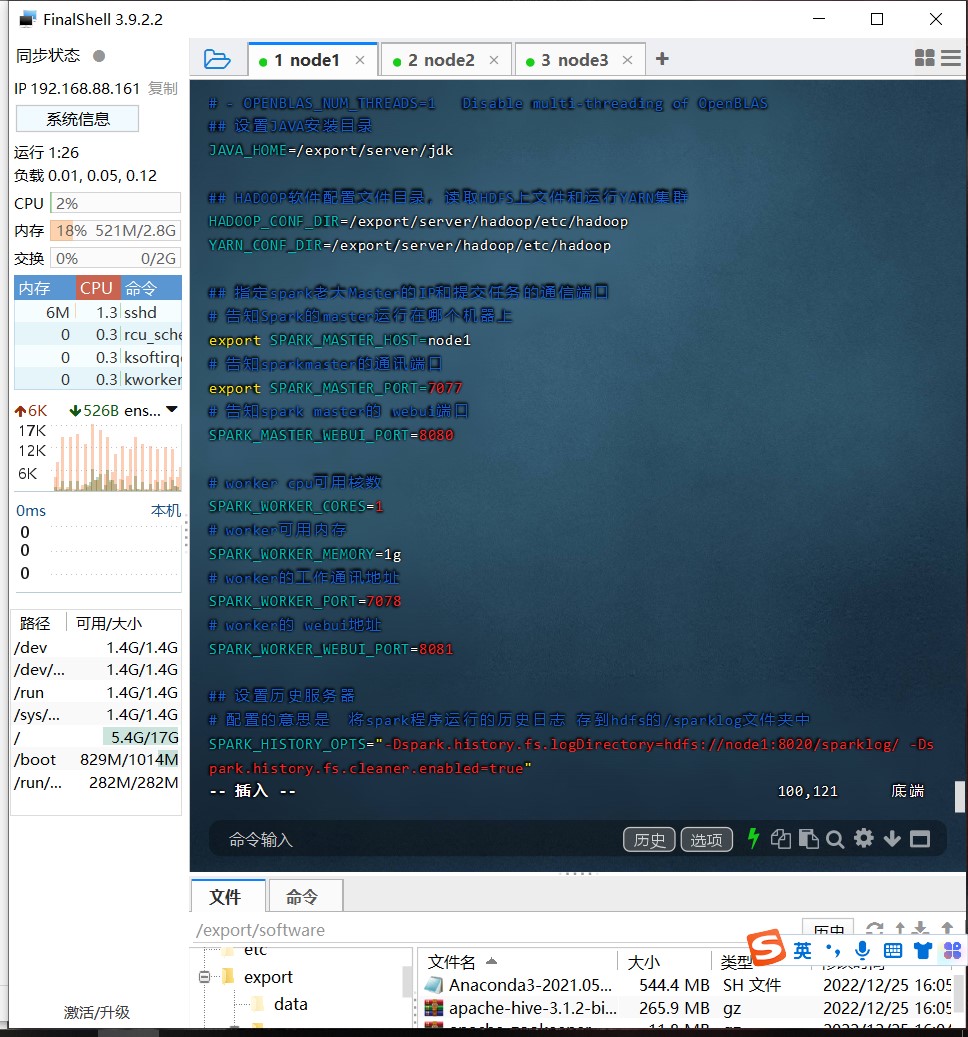 FinalShell 3.9.2.2
同步状态
IP 192.168.88.161 复制
系统信息
运行 1:26
负载 0.01, 0.05, 0.12
CPU 2%
内存 18% 521M/2.8G
交换 0% 0/2G
内存 CPU 命令
6M 1.3 sshd
0 0.3 rcu_sche
0 0.3 ksoftirq
0 0.3 kworker
6K 526B ens...
17K
12K
6K
0ms 本机
0
0
0
路径 可用/大小
/dev 1.4G/1.4G
/dev/... 1.4G/1.4G
/run 1.4G/1.4G
/sys/... 1.4G/1.4G
/ 5.4G/17G
/boot 829M/1014M
/run/... 282M/282M
激活/升级
1 node1 2 node2 3 node3
# - OPENBLAS_NUM_THREADS=1 Disable multi-threading of OpenBLAS
## 设置JAVA安装目录
JAVA_HOME=/export/server/jdk
## HADOOP软件配置文件目录，读取HDFS上文件和运行YARN集群
HADOOP_CONF_DIR=/export/server/hadoop/etc/hadoop
YARN_CONF_DIR=/export/server/hadoop/etc/hadoop
## 指定spark老大Master的IP和提交任务的通信端口
# 告知Spark的master运行在哪个机器上
export SPARK_MASTER_HOST=node1
# 告知sparkmaster的通讯端口
export SPARK_MASTER_PORT=7077
# 告知spark master的 webui端口
SPARK_MASTER_WEBUI_PORT=8080
# worker cpu可用核数
SPARK_WORKER_CORES=1
# worker可用内存
SPARK_WORKER_MEMORY=1g
# worker的工作通讯地址
SPARK_WORKER_PORT=7078
# worker的 webui地址
SPARK_WORKER_WEBUI_PORT=8081
## 设置历史服务器
# 配置的意思是 将spark程序运行的历史日志 存到hdfs的/sparklog文件夹中
SPARK_HISTORY_OPTS="-Dspark.history.fs.logDirectory=hdfs://node1:8020/sparklog/ -Ds
park.history.fs.cleaner.enabled=true"
-- 插入 -- 100,121 底端
命令输入 历史 选项
文件 命令
/export/software 历史
etc
export
data
文件名 大小 类型 修改时间
英
Anaconda3-2021.05... 544.4 MB SH 文件 2022/12/25 16:05
apache-hive-3.1.2-bi... 265.9 MB gz 2022/12/25 16:05